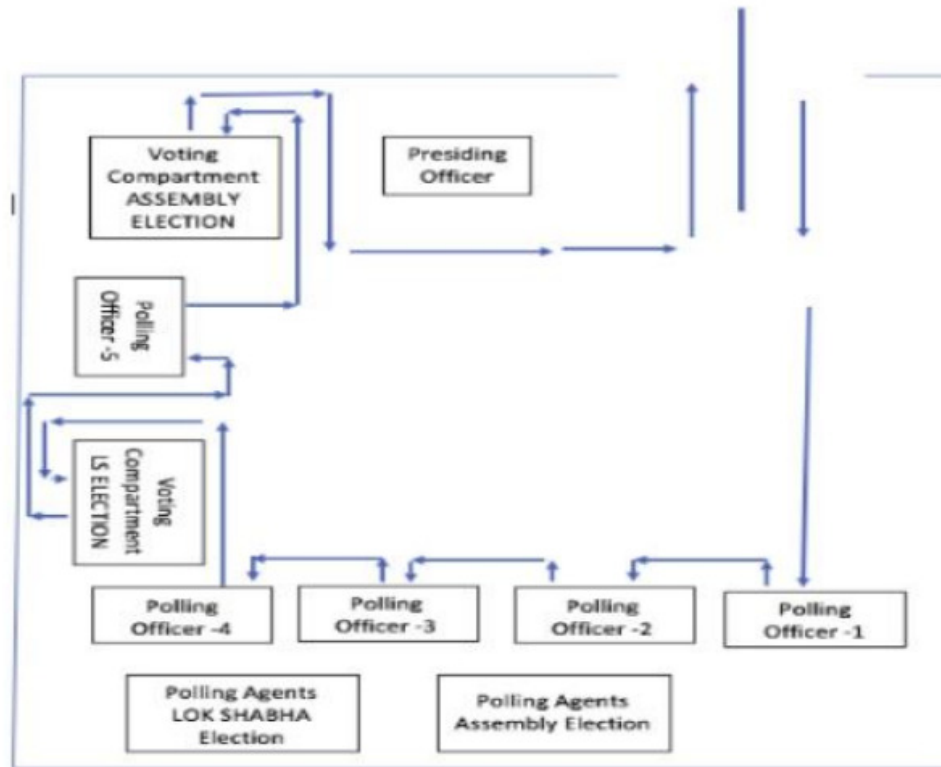 Voting
Compartment
ASSEMBLY
ELECTION
Presiding
Officer
Polling
Officer -5
Voting
Compartment
LS ELECTION
Polling
Officer -4
Polling
Officer -3
Polling
Officer -2
Polling
Officer -1
Polling Agents
LOK SHABHA
Election
Polling Agents
Assembly Election